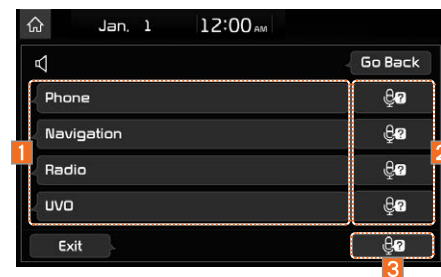 Jan. 1 12:00 AM
Go Back
Phone ?
Navigation ?
1 2
Radio ?
UVO ?
Exit ?
3